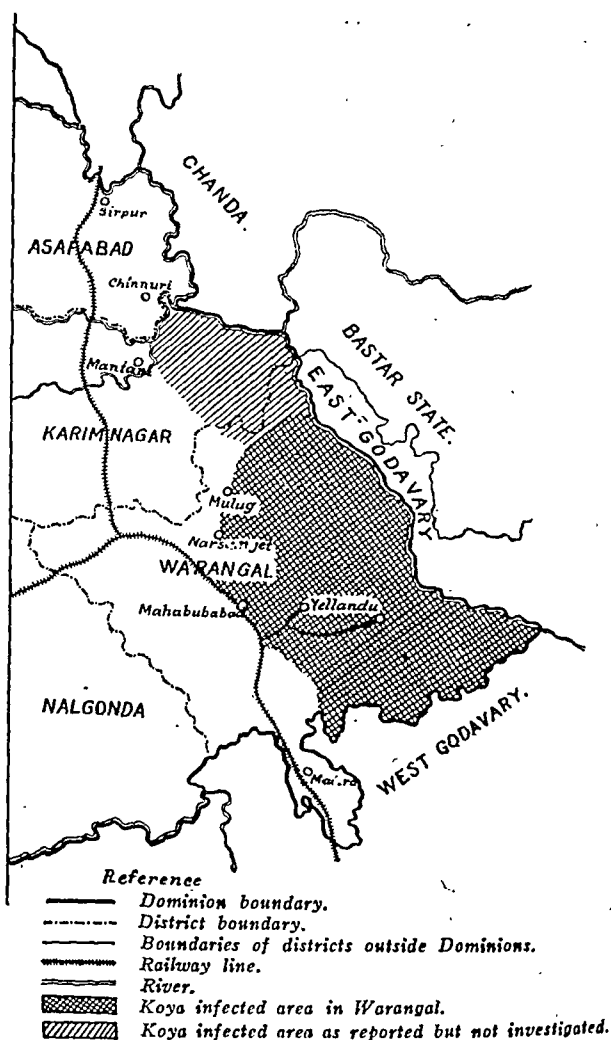 CHANDA.
Sirpur
ASAFABAD
Chinnuri
BASTAR STATE.
EAST GODAVARY
KARIMNAGAR
Mulug
WARANGAL
Mahbubabad
Yellandu
NALGONDA
WEST GODAVARY.
Reference
Dominion boundary.
District boundary.
Boundaries of districts outside Dominions.
Railway line.
River.
Koya infected area in Warangal.
Koya infected area as reported but not investigated.